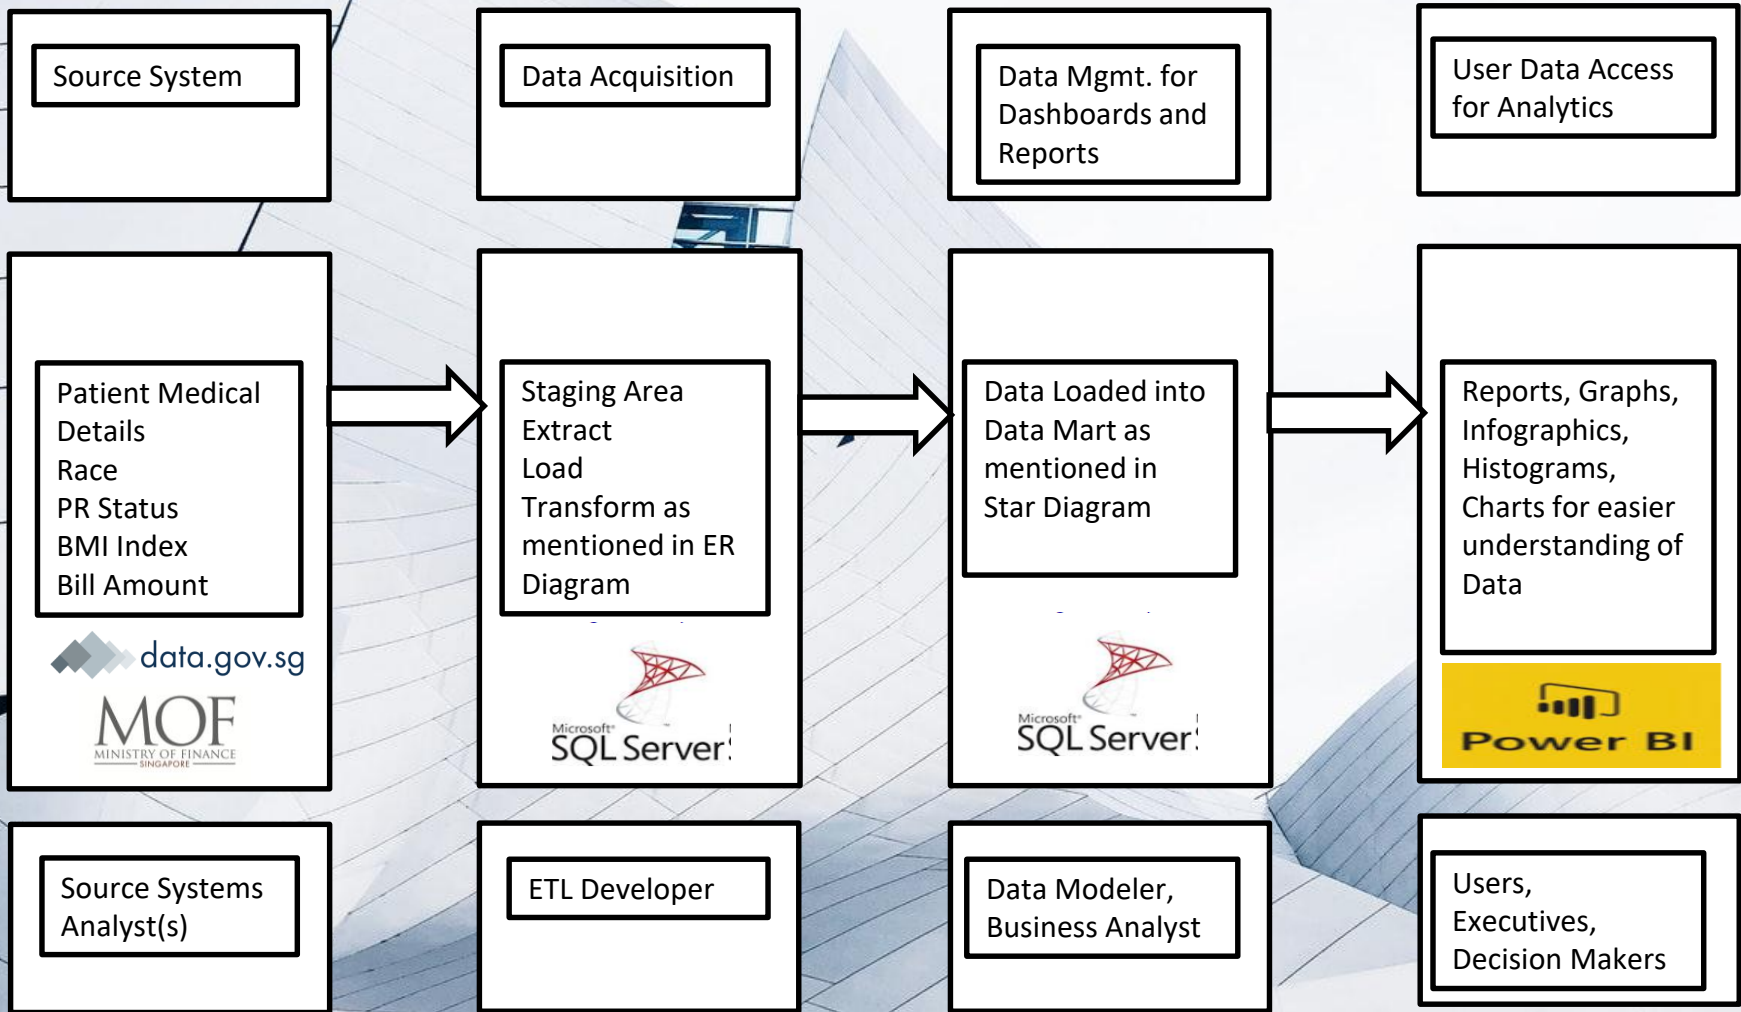 Source System
Data Acquisition
Data Mgmt. for
Dashboards and
Reports
User Data Access
for Analytics
Patient Medical
Details
Race
PR Status
BMI Index
Bill Amount
data.gov.sg
MOF
MINISTRY OF FINANCE
SINGAPORE
Staging Area
Extract
Load
Transform as
mentioned in ER
Diagram
Microsoft
SQL Server
Data Loaded into
Data Mart as
mentioned in
Star Diagram
Microsoft
SQL Server
Reports, Graphs,
Infographics,
Histograms,
Charts for easier
understanding of
Data
Power BI
Source Systems
Analyst(s)
ETL Developer
Data Modeler,
Business Analyst
Users,
Executives,
Decision Makers